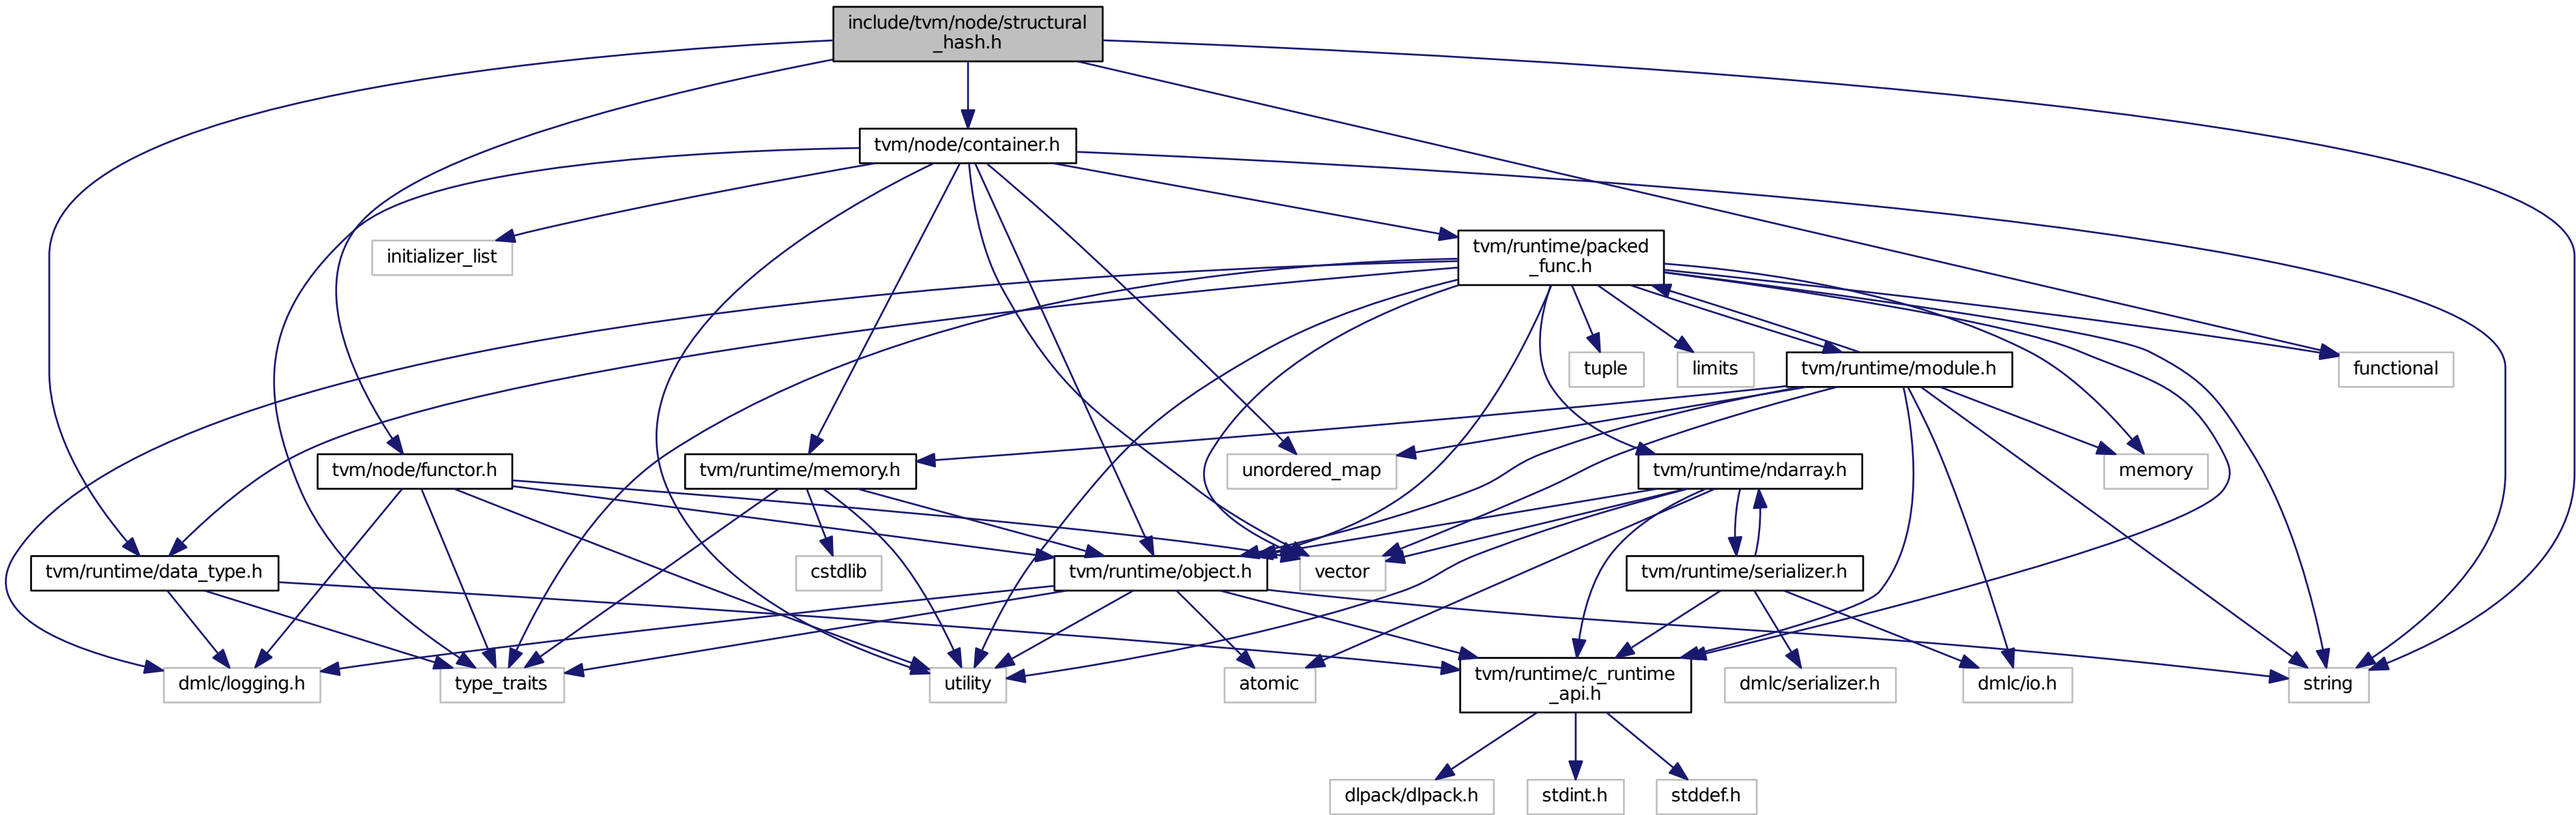 include/tvm/node/structural
_hash.h
tvm/node/container.h
initializer_list
tvm/runtime/packed
_func.h
tuple
limits
tvm/runtime/module.h
functional
tvm/node/functor.h
tvm/runtime/memory.h
unordered_map
tvm/runtime/ndarray.h
memory
tvm/runtime/data_type.h
cstdlib
tvm/runtime/object.h
vector
tvm/runtime/serializer.h
dmlc/logging.h
type_traits
utility
atomic
tvm/runtime/c_runtime
_api.h
dmlc/serializer.h
dmlc/io.h
string
dlpack/dlpack.h
stdint.h
stddef.h